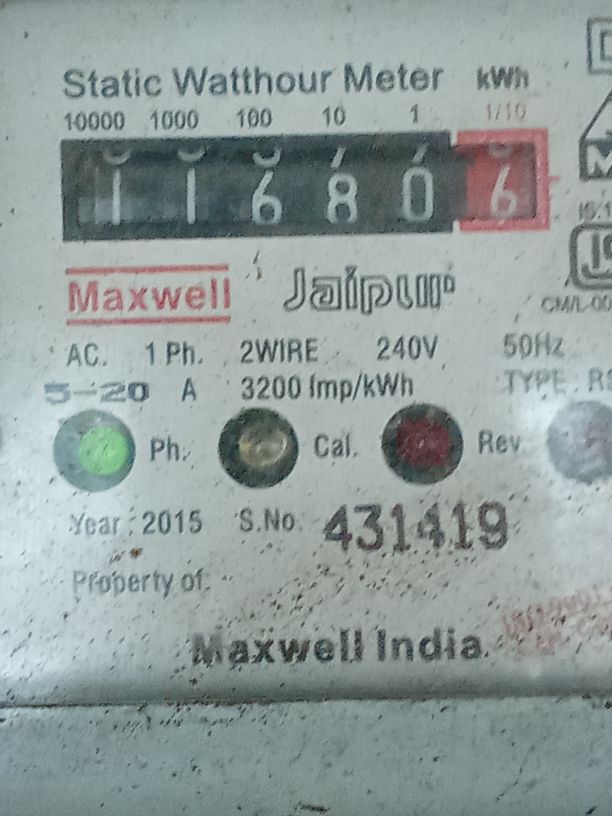 Static Watthour Meter kWh
10000 1000 100 10 1 1/10
1 1 6 8 0 6
Maxwell Jaipur
AC. 1 Ph. 2WIRE 240V 50Hz
5-20 A 3200 Imp/kWh TYPE : RS
Ph. Cal. Rev
Year : 2015 S.No. 431419
Property of:
Maxwell India